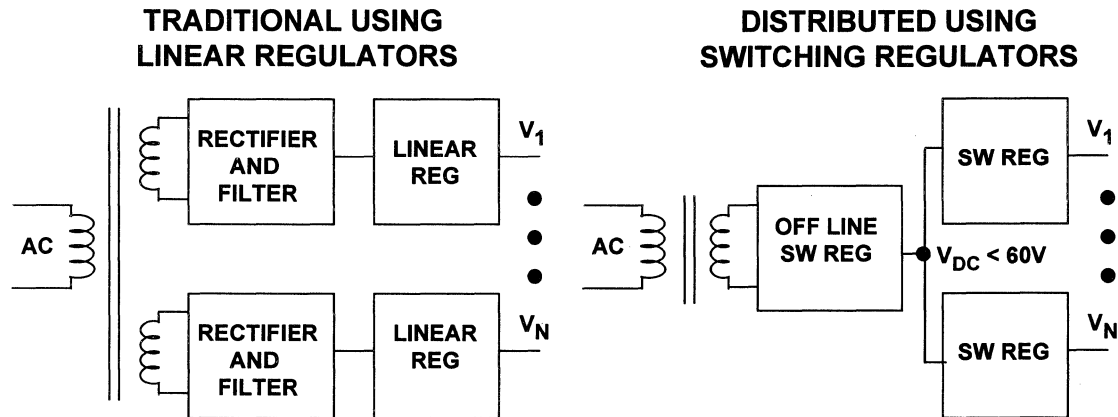 TRADITIONAL USING
LINEAR REGULATORS
RECTIFIER
AND
FILTER
LINEAR
REG
V1
AC
RECTIFIER
AND
FILTER
LINEAR
REG
VN
DISTRIBUTED USING
SWITCHING REGULATORS
AC
OFF LINE
SW REG
VDC < 60V
SW REG
V1
SW REG
VN